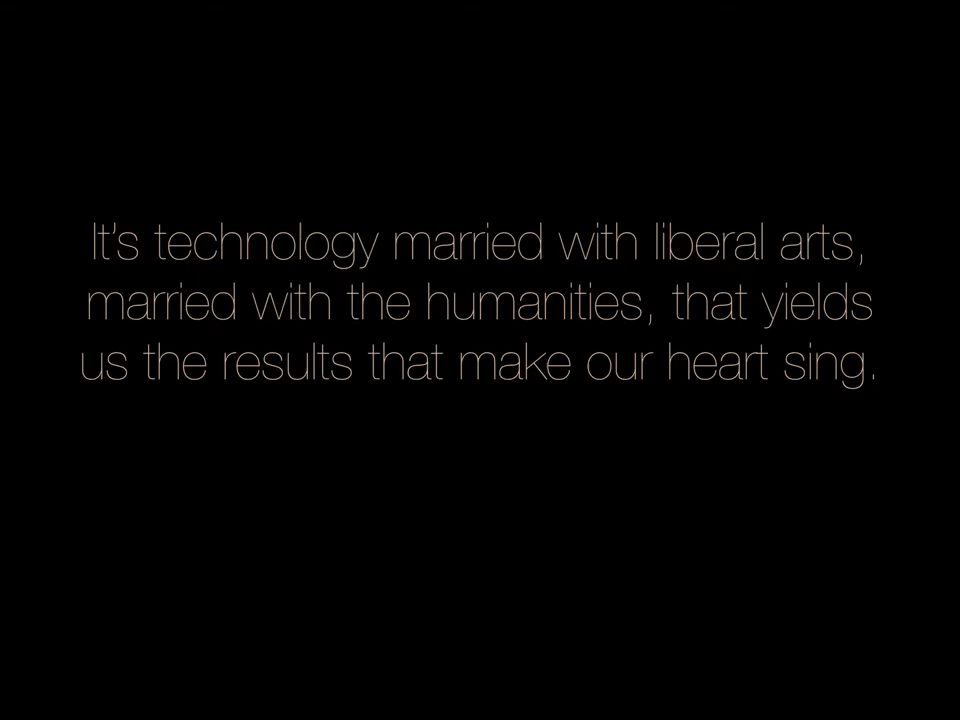 It's technology married with liberal arts,
married with the humanities, that yields
us the results that make our heart sing.